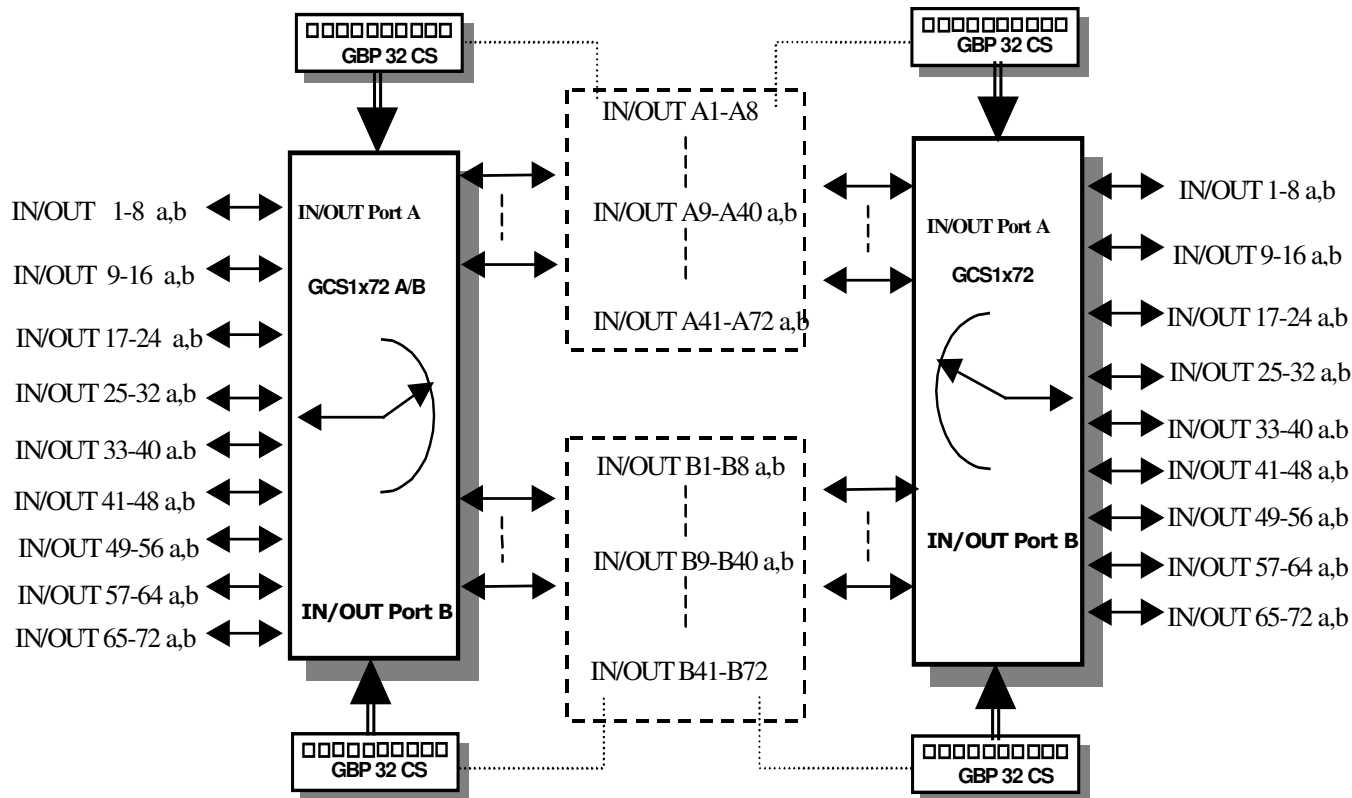 GBP 32 CS
GBP 32 CS
IN/OUT 1-8 a,b
IN/OUT 9-16 a,b
IN/OUT 17-24 a,b
IN/OUT 25-32 a,b
IN/OUT 33-40 a,b
IN/OUT 41-48 a,b
IN/OUT 49-56 a,b
IN/OUT 57-64 a,b
IN/OUT 65-72 a,b
IN/OUT Port A
GCS1x72 A/B
IN/OUT Port B
IN/OUT A1-A8
IN/OUT A9-A40 a,b
IN/OUT A41-A72 a,b
IN/OUT B1-B8 a,b
IN/OUT B9-B40 a,b
IN/OUT B41-B72
IN/OUT Port A
GCS1x72
IN/OUT Port B
IN/OUT 1-8 a,b
IN/OUT 9-16 a,b
IN/OUT 17-24 a,b
IN/OUT 25-32 a,b
IN/OUT 33-40 a,b
IN/OUT 41-48 a,b
IN/OUT 49-56 a,b
IN/OUT 57-64 a,b
IN/OUT 65-72 a,b
GBP 32 CS
GBP 32 CS